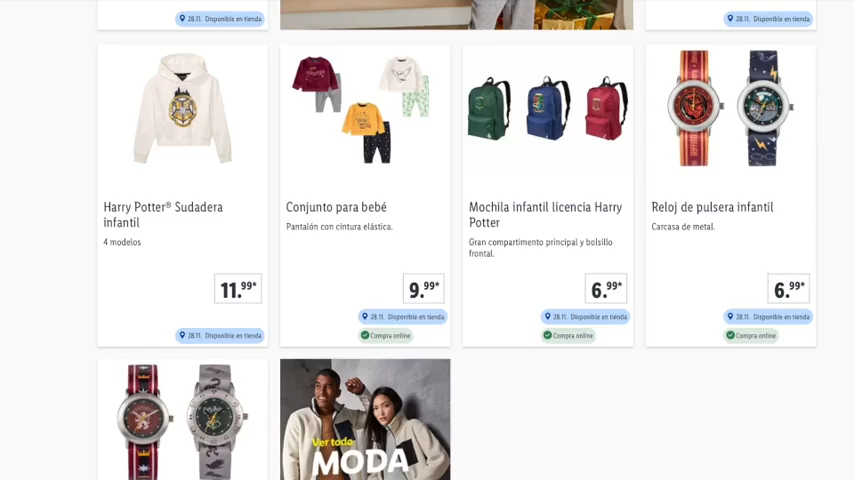 28.11. Disponible en tienda
28.11. Disponible en tienda
Harry Potter® Sudadera
infantil
4 modelos
11.99*
28.11. Disponible en tienda
Conjunto para bebé
Pantalón con cintura elástica.
9.99*
28.11. Disponible en tienda
Compra online
Mochila infantil licencia Harry
Potter
Gran compartimento principal y bolsillo
frontal.
6.99*
28.11. Disponible en tienda
Compra online
Reloj de pulsera infantil
Carcasa de metal.
6.99*
28.11. Disponible en tienda
Compra online
Ver todo
MODA